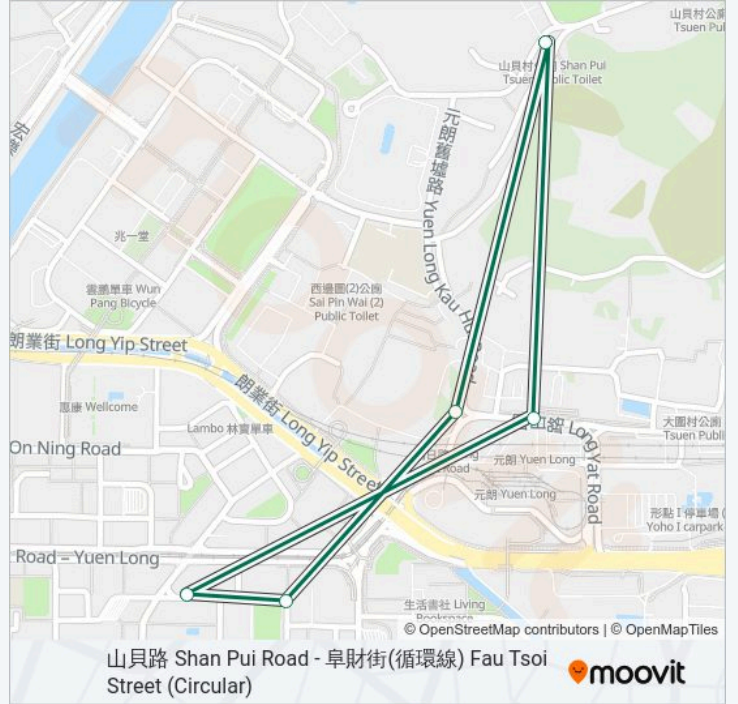 山貝村公廁
Tsuen Pu
山貝村公廁 Shan Pui
Tsuen Public Toilet
宏樂
元朗舊墟路 Yuen Long Kau Hui Road
兆一堂
雲鵬單車 Wun
Pang Bicycle
西邊圍(2)公廁
Sai Pin Wai (2)
Public Toilet
朗業街 Long Yip Street
朗業街 Long Yip Street
惠康 Wellcome
Lambo 林寶單車
On Ning Road
Long Yat Road
大圍村公廁
Tsuen Publi
元朗 Yuen Long
元朗 Yuen Long
形點 I 停車場 (
Yoho I carpark
Road – Yuen Long
生活書社 Living
Bookspace
© OpenStreetMap contributors | © OpenMapTiles
山貝路 Shan Pui Road - 阜財街(循環線) Fau Tsoi
Street (Circular)
moovit